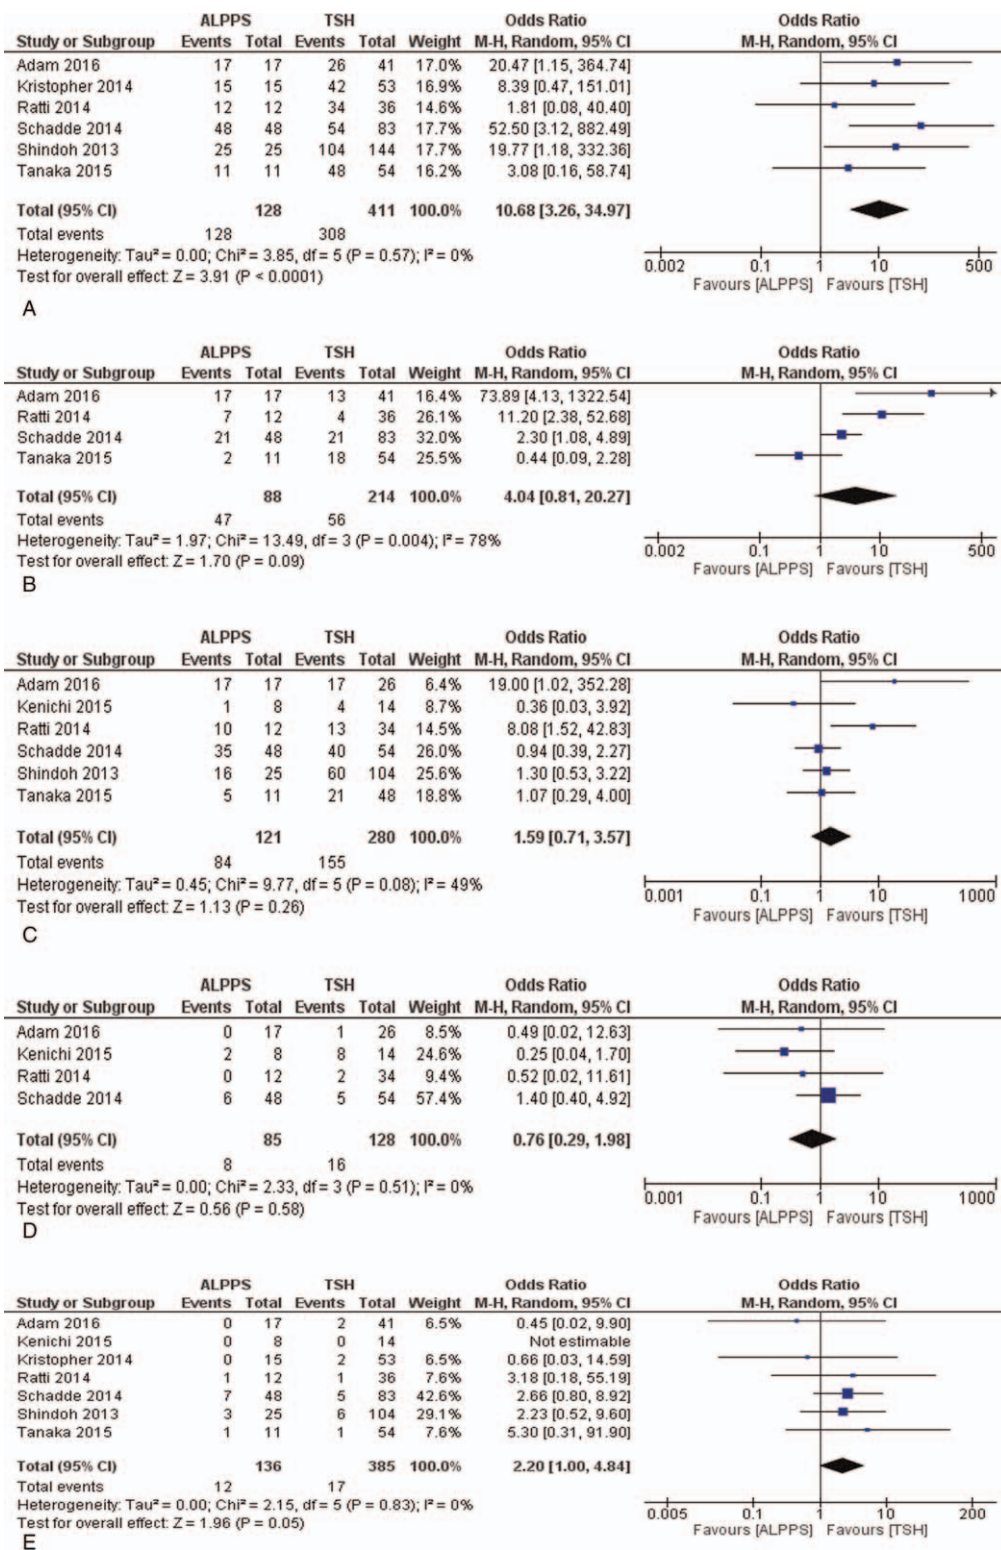 ALPPS TSH Odds Ratio Odds Ratio
Study or Subgroup Events Total Events Total Weight M-H, Random, 95% CI M-H, Random, 95% CI
Adam 2016 17 17 26 41 17.0% 20.47 [1.15, 364.74]
Kristopher 2014 15 15 42 53 16.9% 8.39 [0.47, 151.01]
Ratti 2014 12 12 34 36 14.6% 1.81 [0.08, 40.40]
Schadde 2014 48 48 54 83 17.7% 52.50 [3.12, 882.49]
Shindoh 2013 25 25 104 144 17.7% 19.77 [1.18, 332.36]
Tanaka 2015 11 11 48 54 16.2% 3.08 [0.16, 58.74]
Total (95% CI) 128 411 100.0% 10.68 [3.26, 34.97]
Total events 128 308
Heterogeneity: Tau² = 0.00; Chi² = 3.85, df = 5 (P = 0.57); I² = 0%
Test for overall effect: Z = 3.91 (P < 0.0001)
0.002 0.1 1 10 500
Favours [ALPPS] Favours [TSH]
A
ALPPS TSH Odds Ratio Odds Ratio
Study or Subgroup Events Total Events Total Weight M-H, Random, 95% CI M-H, Random, 95% CI
Adam 2016 17 17 13 41 16.4% 73.89 [4.13, 1322.54]
Ratti 2014 7 12 4 36 26.1% 11.20 [2.38, 52.68]
Schadde 2014 21 48 21 83 32.0% 2.30 [1.08, 4.89]
Tanaka 2015 2 11 18 54 25.5% 0.44 [0.09, 2.28]
Total (95% CI) 88 214 100.0% 4.04 [0.81, 20.27]
Total events 47 56
Heterogeneity: Tau² = 1.97; Chi² = 13.49, df = 3 (P = 0.004); I² = 78%
Test for overall effect: Z = 1.70 (P = 0.09)
0.002 0.1 1 10 500
Favours [ALPPS] Favours [TSH]
B
ALPPS TSH Odds Ratio Odds Ratio
Study or Subgroup Events Total Events Total Weight M-H, Random, 95% CI M-H, Random, 95% CI
Adam 2016 17 17 17 26 6.4% 19.00 [1.02, 352.28]
Kenichi 2015 1 8 4 14 8.7% 0.36 [0.03, 3.92]
Ratti 2014 10 12 13 34 14.5% 8.08 [1.52, 42.83]
Schadde 2014 35 48 40 54 26.0% 0.94 [0.39, 2.27]
Shindoh 2013 16 25 60 104 25.6% 1.30 [0.53, 3.22]
Tanaka 2015 5 11 21 48 18.8% 1.07 [0.29, 4.00]
Total (95% CI) 121 280 100.0% 1.59 [0.71, 3.57]
Total events 84 155
Heterogeneity: Tau² = 0.45; Chi² = 9.77, df = 5 (P = 0.08); I² = 49%
Test for overall effect: Z = 1.13 (P = 0.26)
0.001 0.1 1 10 1000
Favours [ALPPS] Favours [TSH]
C
ALPPS TSH Odds Ratio Odds Ratio
Study or Subgroup Events Total Events Total Weight M-H, Random, 95% CI M-H, Random, 95% CI
Adam 2016 0 17 1 26 8.5% 0.49 [0.02, 12.63]
Kenichi 2015 2 8 8 14 24.6% 0.25 [0.04, 1.70]
Ratti 2014 0 12 2 34 9.4% 0.52 [0.02, 11.61]
Schadde 2014 6 48 5 54 57.4% 1.40 [0.40, 4.92]
Total (95% CI) 85 128 100.0% 0.76 [0.29, 1.98]
Total events 8 16
Heterogeneity: Tau² = 0.00; Chi² = 2.33, df = 3 (P = 0.51); I² = 0%
Test for overall effect: Z = 0.56 (P = 0.58)
0.001 0.1 1 10 1000
Favours [ALPPS] Favours [TSH]
D
ALPPS TSH Odds Ratio Odds Ratio
Study or Subgroup Events Total Events Total Weight M-H, Random, 95% CI M-H, Random, 95% CI
Adam 2016 0 17 2 41 6.5% 0.45 [0.02, 9.90]
Kenichi 2015 0 8 0 14 Not estimable
Kristopher 2014 0 15 2 53 6.5% 0.66 [0.03, 14.59]
Ratti 2014 1 12 1 36 7.6% 3.18 [0.18, 55.19]
Schadde 2014 7 48 5 83 42.6% 2.66 [0.80, 8.92]
Shindoh 2013 3 25 6 104 29.1% 2.23 [0.52, 9.60]
Tanaka 2015 1 11 1 54 7.6% 5.30 [0.31, 91.90]
Total (95% CI) 136 385 100.0% 2.20 [1.00, 4.84]
Total events 12 17
Heterogeneity: Tau² = 0.00; Chi² = 2.15, df = 5 (P = 0.83); I² = 0%
Test for overall effect: Z = 1.96 (P = 0.05)
0.005 0.1 1 10 200
Favours [ALPPS] Favours [TSH]
E